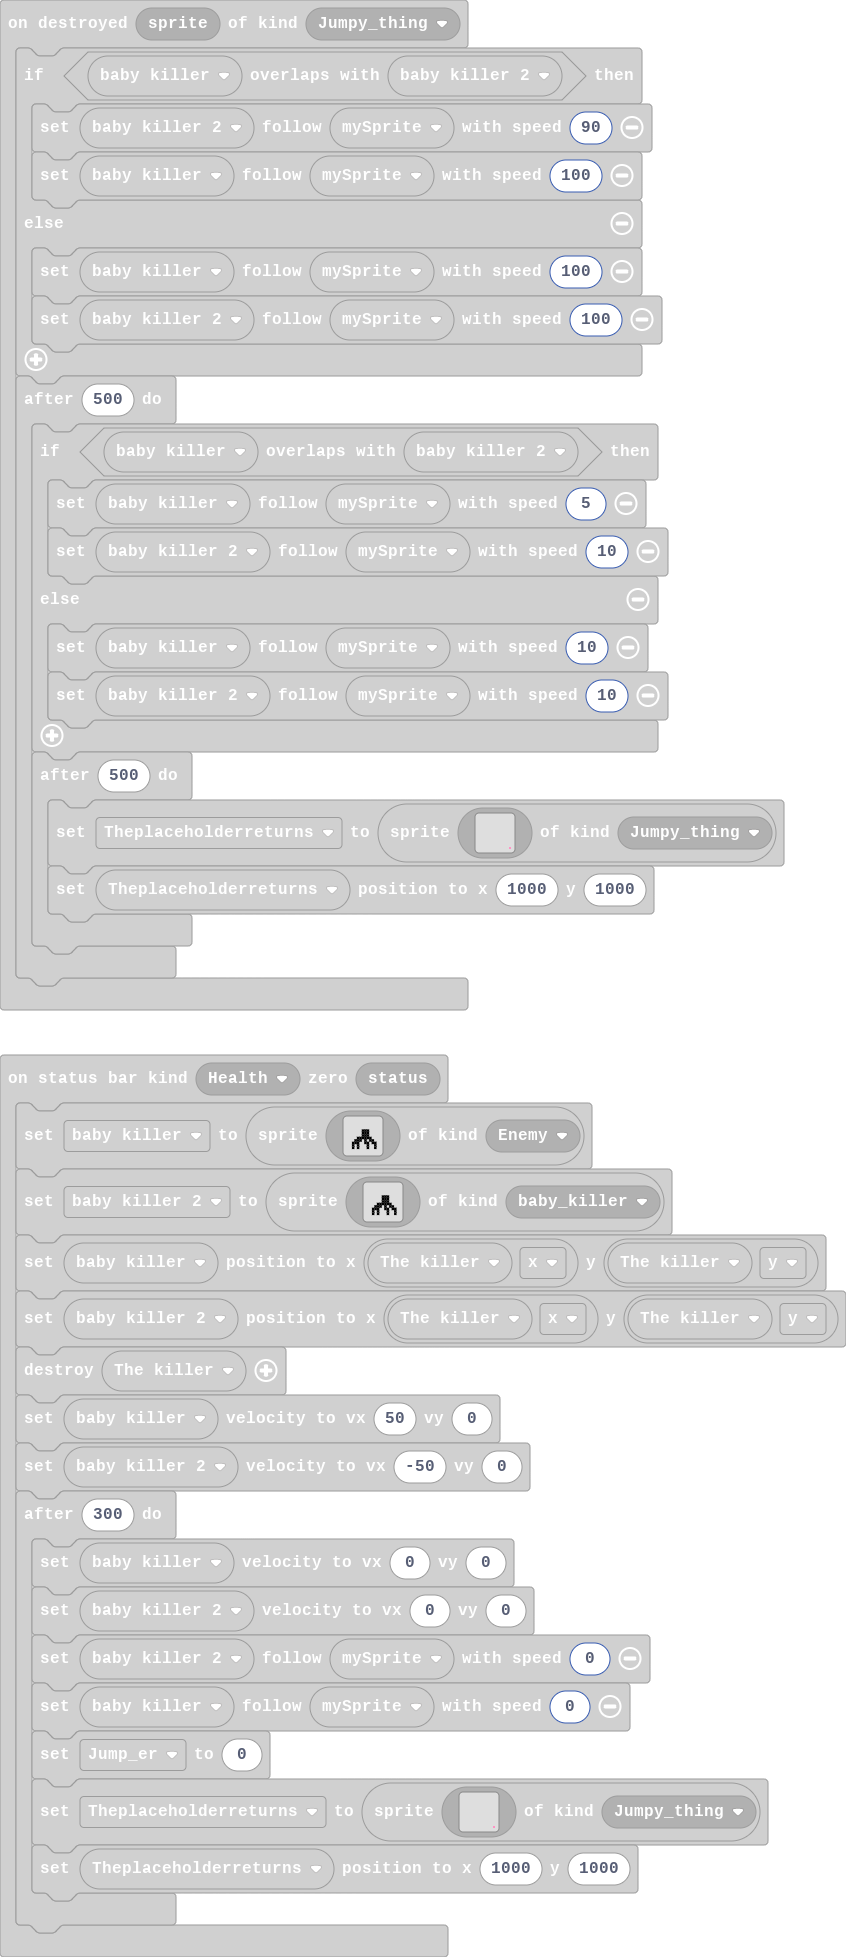 on destroyed sprite of kind Jumpy_thing
if baby killer overlaps with baby killer 2 then
set baby killer 2 follow mySprite with speed 90
set baby killer follow mySprite with speed 100
else
set baby killer follow mySprite with speed 100
set baby killer 2 follow mySprite with speed 100
after 500 do
if baby killer overlaps with baby killer 2 then
set baby killer follow mySprite with speed 5
set baby killer 2 follow mySprite with speed 10
else
set baby killer follow mySprite with speed 10
set baby killer 2 follow mySprite with speed 10
after 500 do
set Theplaceholderreturns to sprite of kind Jumpy_thing
set Theplaceholderreturns position to x 1000 y 1000
on status bar kind Health zero status
set baby killer to sprite of kind Enemy
set baby killer 2 to sprite of kind baby_killer
set baby killer position to x The killer x y The killer y
set baby killer 2 position to x The killer x y The killer y
destroy The killer
set baby killer velocity to vx 50 vy 0
set baby killer 2 velocity to vx -50 vy 0
after 300 do
set baby killer velocity to vx 0 vy 0
set baby killer 2 velocity to vx 0 vy 0
set baby killer 2 follow mySprite with speed 0
set baby killer follow mySprite with speed 0
set Jump_er to 0
set Theplaceholderreturns to sprite of kind Jumpy_thing
set Theplaceholderreturns position to x 1000 y 1000